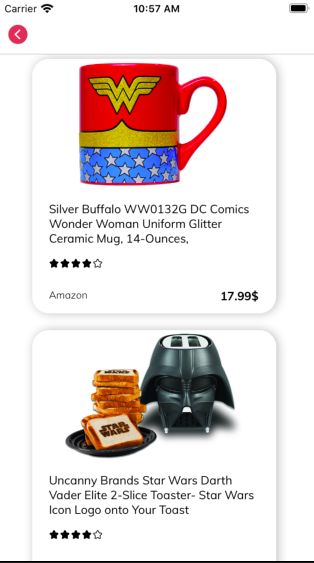 Carrier
10:57 AM
Silver Buffalo WW0132G DC Comics
Wonder Woman Uniform Glitter
Ceramic Mug, 14-Ounces,
Amazon
17.99$
STAR WARS
STAR WARS
Uncanny Brands Star Wars Darth
Vader Elite 2-Slice Toaster- Star Wars
Icon Logo onto Your Toast